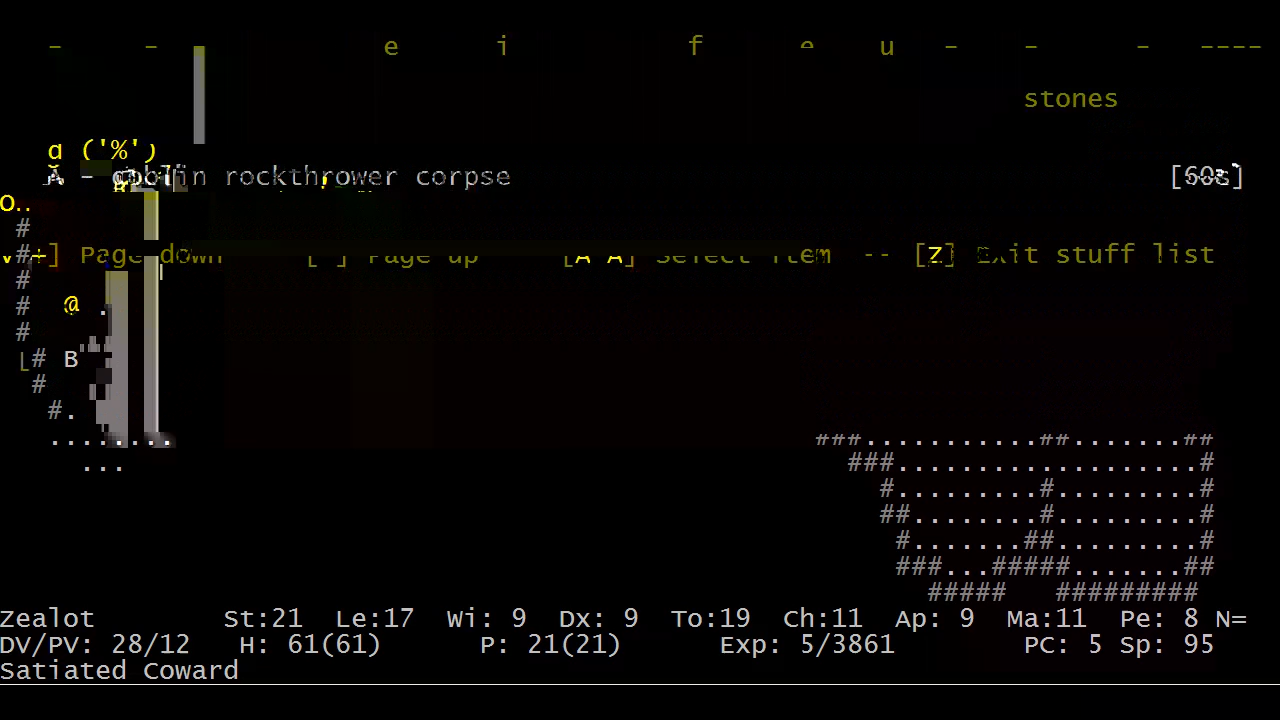 - - e i f e u - - - ----
stones
a ('%')
A - goblin rockthrower corpse [60s]
O..
#
#
] Page down [ ] Page up [A A] Select item -- [Z] Exit stuff list
#
# @ .
#
[# B
#
#.
........ ###...........##.......##
... ###...................#
#.........#.........#
##........#.........#
#.......##.........#
###...#####.......##
##### #########
Zealot St:21 Le:17 Wi: 9 Dx: 9 To:19 Ch:11 Ap: 9 Ma:11 Pe: 8 N=
DV/PV: 28/12 H: 61(61) P: 21(21) Exp: 5/3861 PC: 5 Sp: 95
Satiated Coward